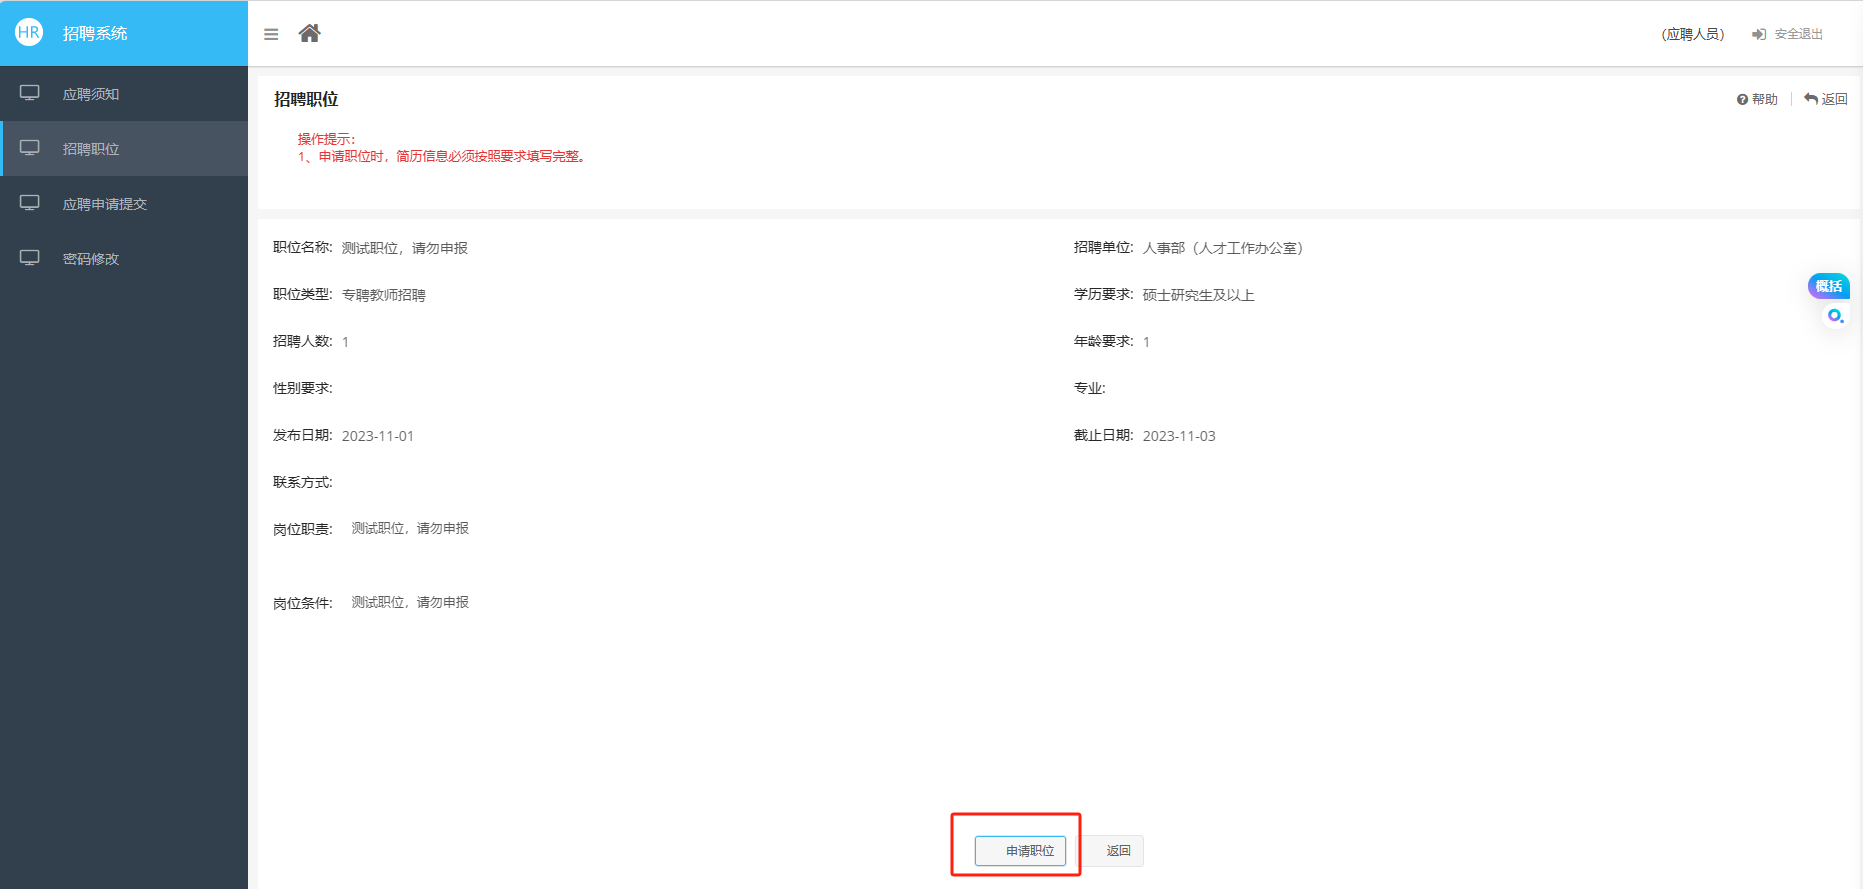 HR 招聘系统
(应聘人员) 安全退出
应聘须知
招聘职位
应聘申请提交
密码修改
招聘职位
帮助 返回
操作提示：
1、申请职位时，简历信息必须按照要求填写完整。
职位名称: 测试职位，请勿申报 招聘单位: 人事部（人才工作办公室）
职位类型: 专聘教师招聘 学历要求: 硕士研究生及以上
招聘人数: 1 年龄要求: 1
性别要求: 专业:
发布日期: 2023-11-01 截止日期: 2023-11-03
联系方式:
岗位职责: 测试职位，请勿申报
岗位条件: 测试职位，请勿申报
概括
申请职位 返回